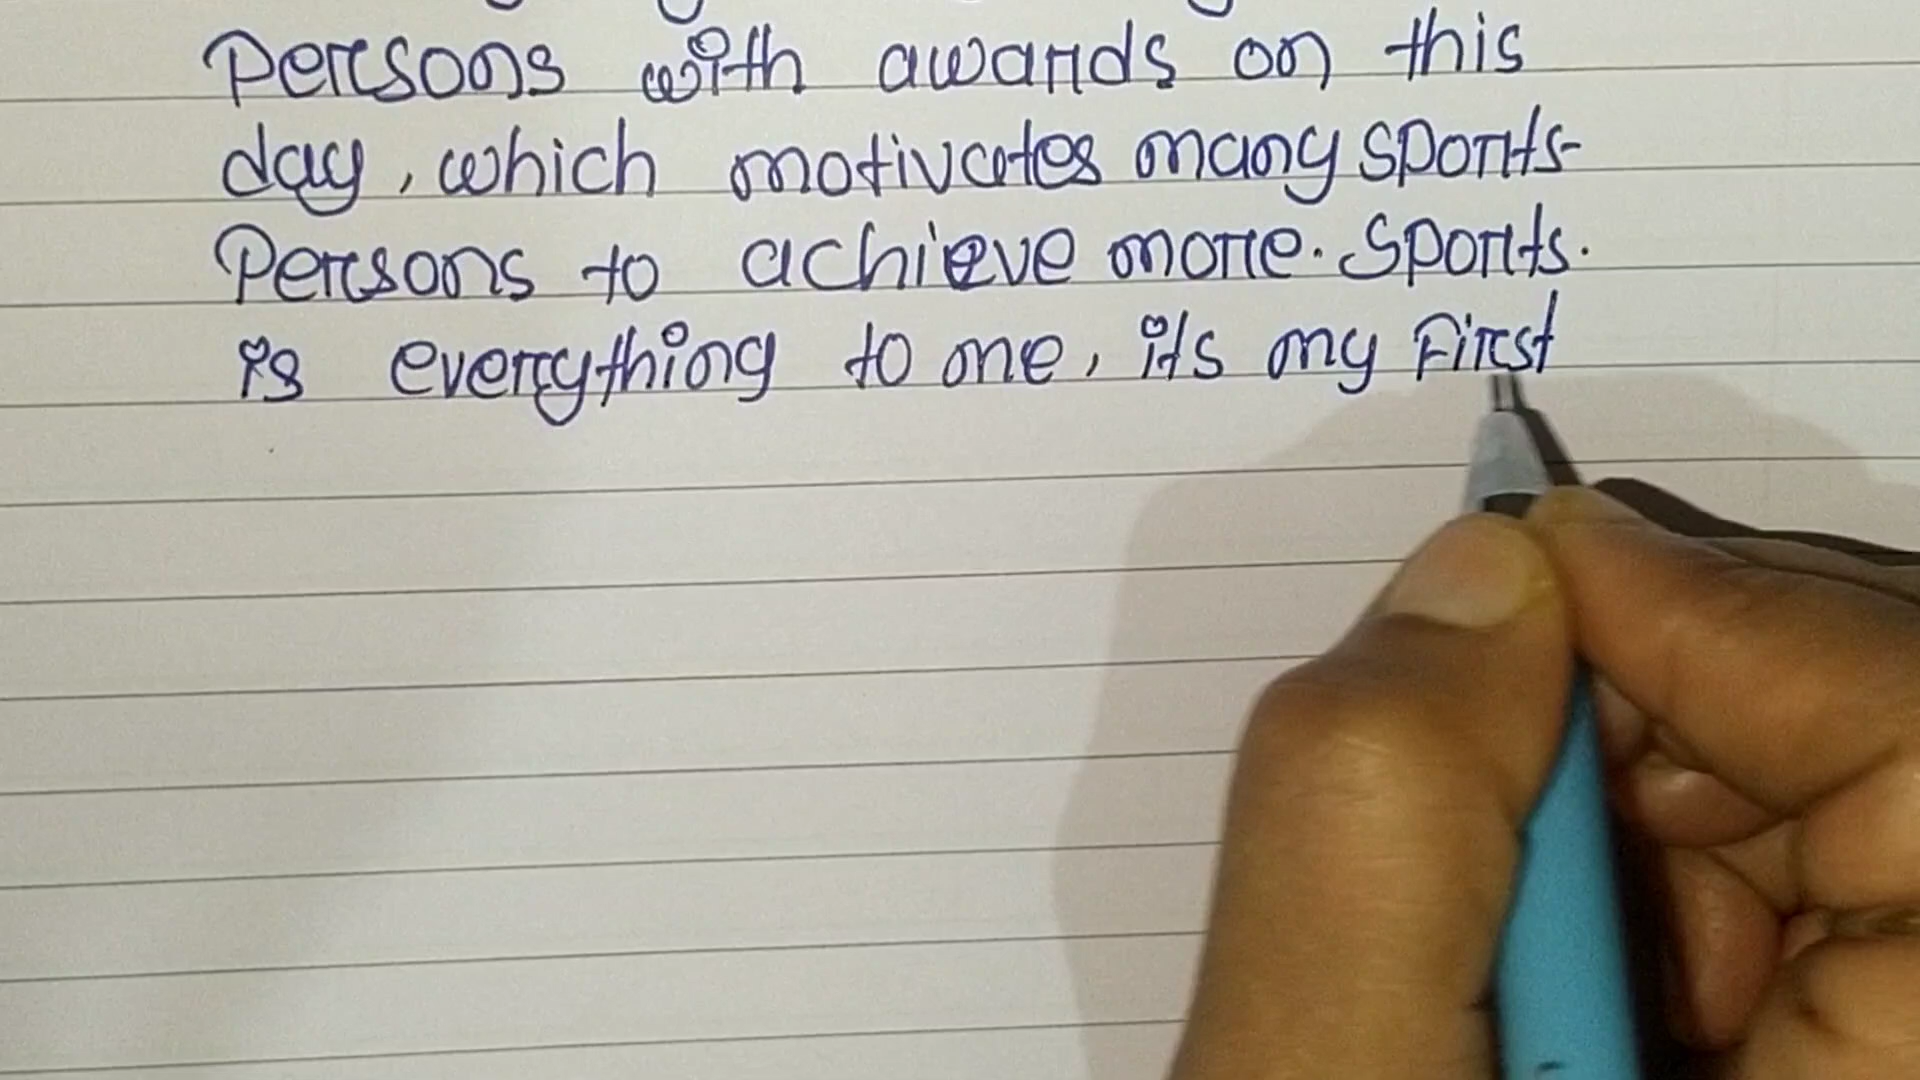 Persons with awards on this
day, which motivates many sports-
Persons to achieve more. Sports.
is everything to me, its my First